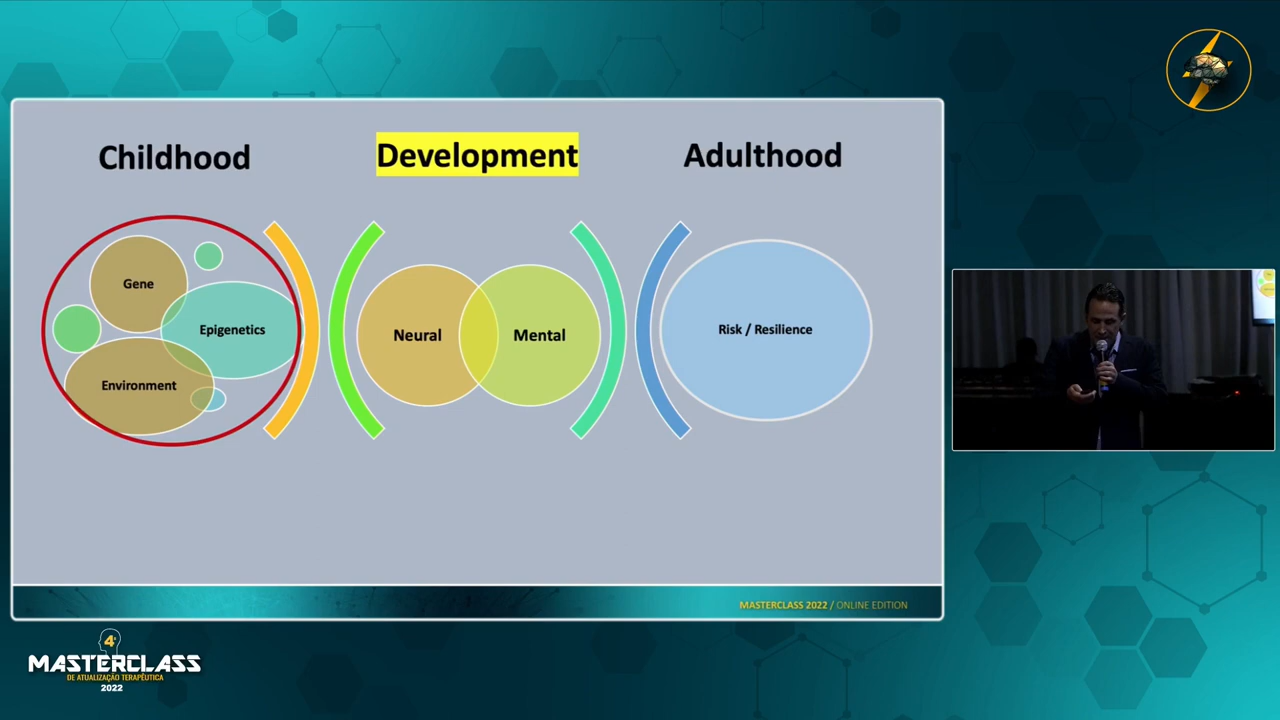 Childhood
Development
Adulthood
Gene
Epigenetics
Environment
Neural
Mental
Risk / Resilience
MASTERCLASS 2022 / ONLINE EDITION
4ª
MASTERCLASS
DE ATUALIZAÇÃO TERAPÊUTICA
2022